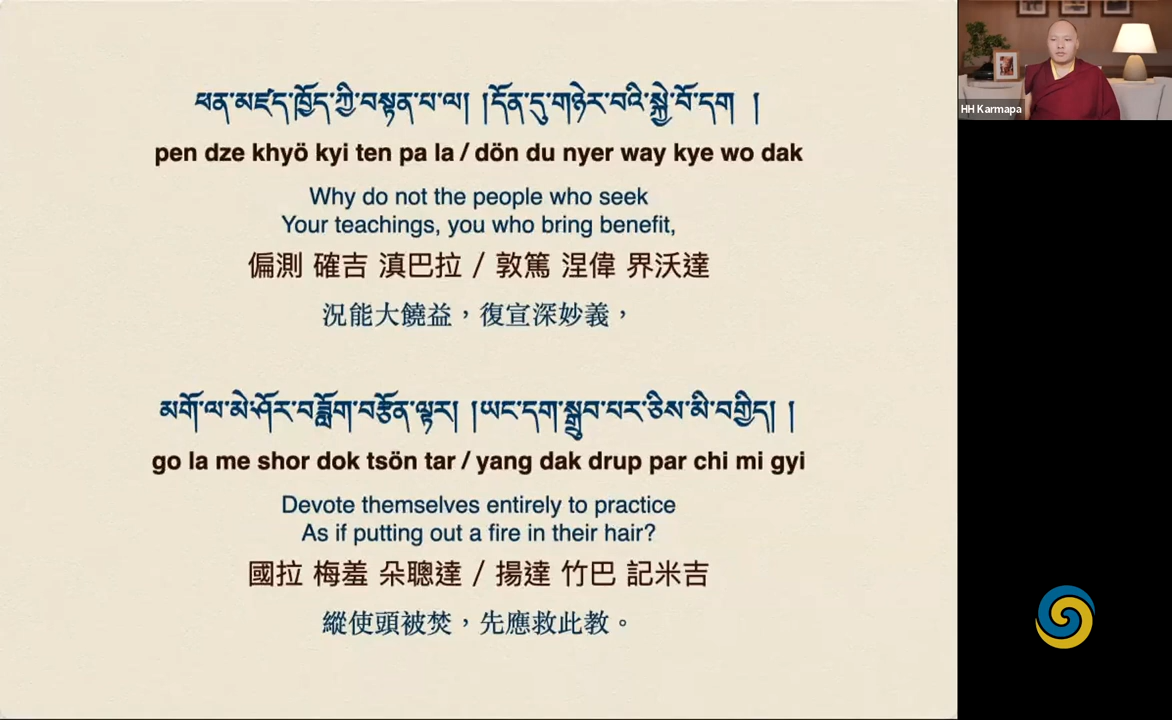 ཕན་མཛད་ཁྱོད་ཀྱི་བསྟན་པ་ལ། །དོན་དུ་གཉེར་བའི་སྐྱེ་བོ་དག །
pen dze khyö kyi ten pa la / dön du nyer way kye wo dak
Why do not the people who seek
Your teachings, you who bring benefit,
偏測 確吉 滇巴拉 / 敦篤 涅偉 界沃達
況能大饒益，復宣深妙義，
མགོ་ལ་མེ་ཤོར་བཟློག་བརྩོན་ལྟར། །ཡང་དག་སྒྲུབ་པར་ཅིས་མི་བགྱིད། །
go la me shor dok tsön tar / yang dak drup par chi mi gyi
Devote themselves entirely to practice
As if putting out a fire in their hair?
國拉 梅羞 朵聰達 / 揚達 竹巴 記米吉
縱使頭被焚，先應救此教。
HH Karmapa